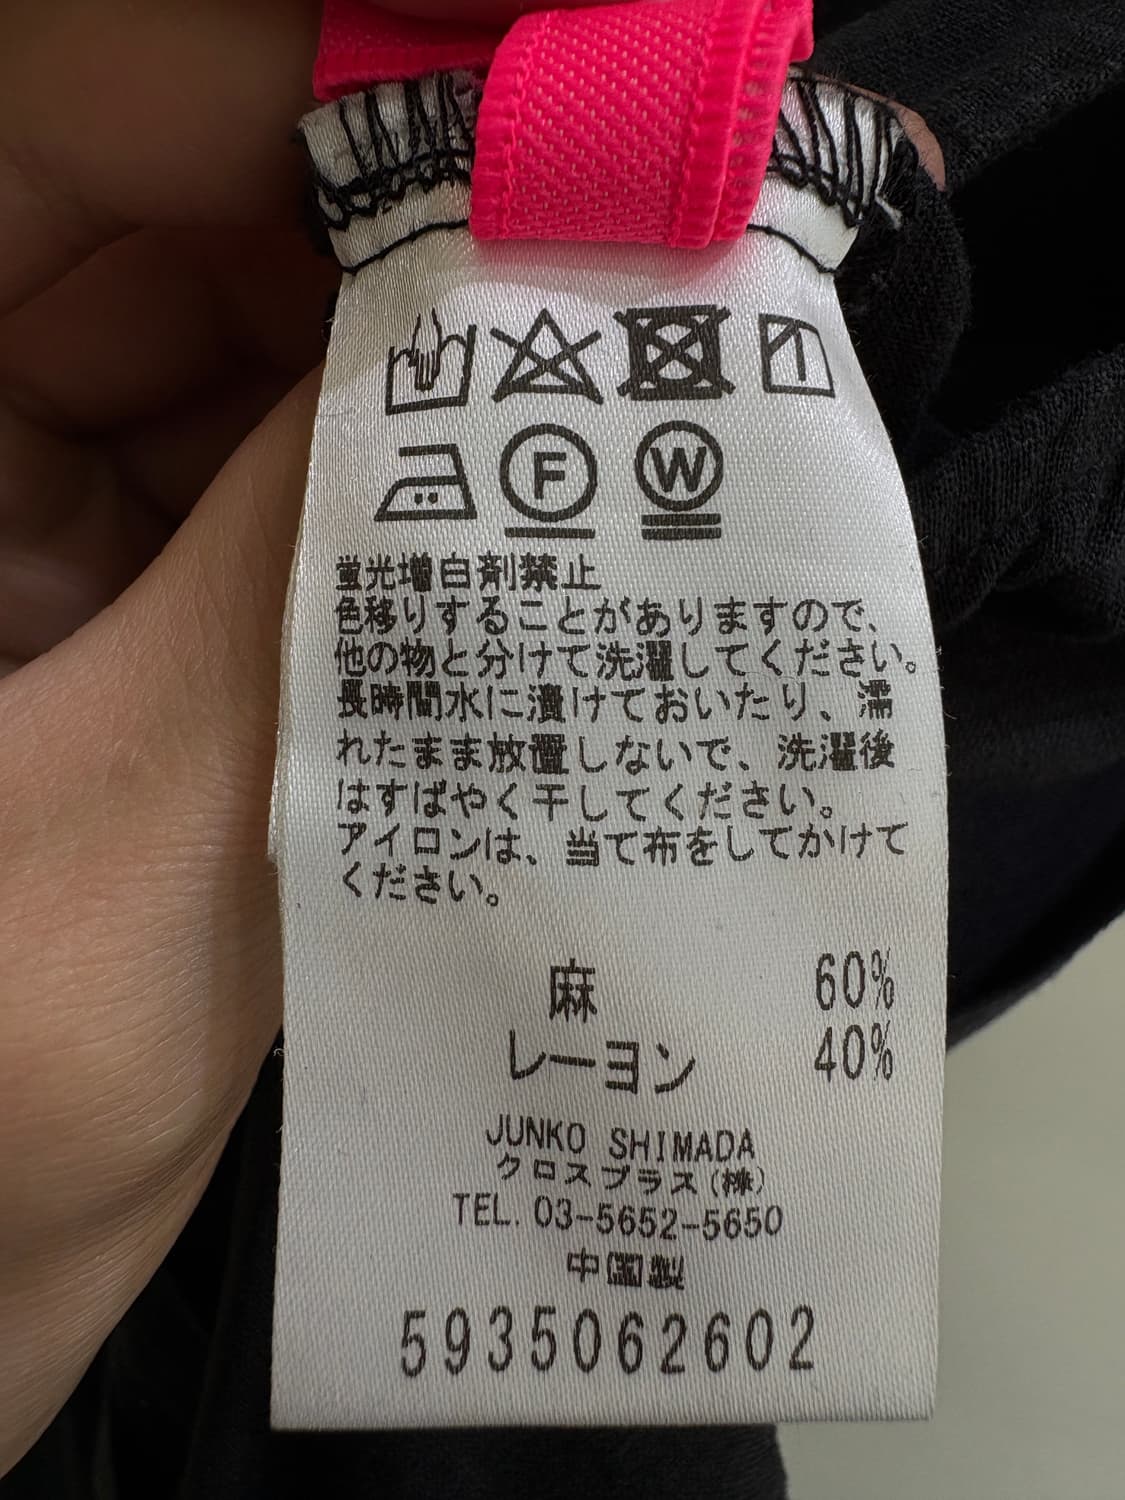 F W
蛍光増白剤禁止
色移りすることがありますので、
他の物と分けて洗濯してください。
長時間水に漬けておいたり、濡
れたまま放置しないで、洗濯後
はすばやく干してください。
アイロンは、当て布をしてかけて
ください。
麻 60%
レーヨン 40%
JUNKO SHIMADA
クロスプラス(株)
TEL. 03-5652-5650
中国製
5935062602